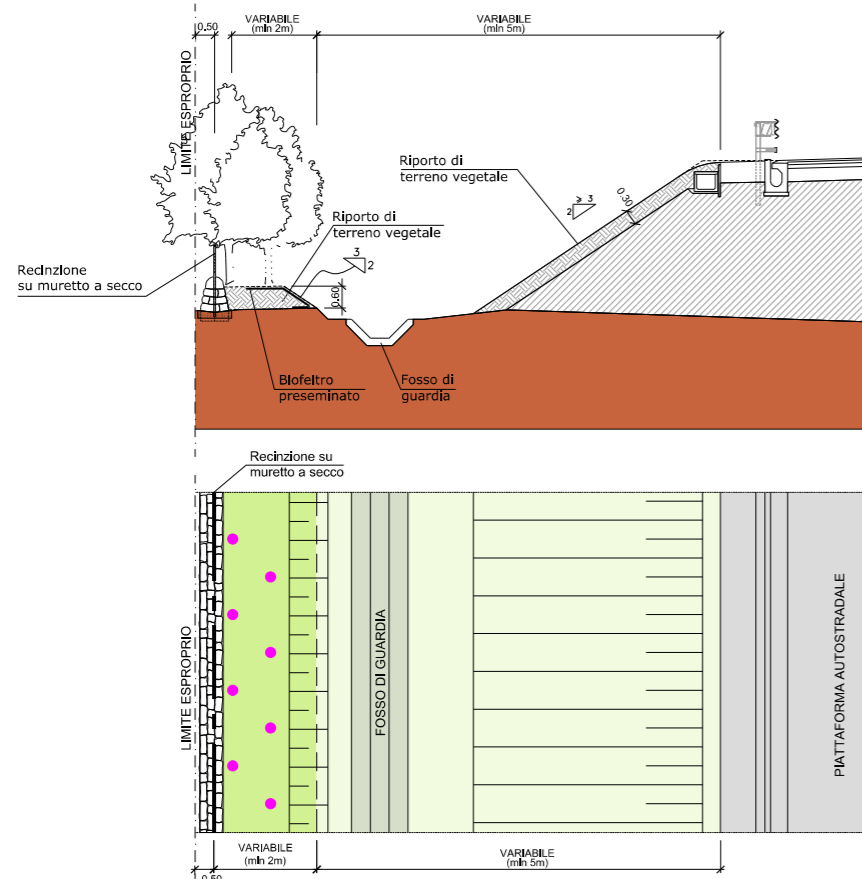 VARIABILE
(min 2m)
VARIABILE
(min 5m)
0.50
LIMITE ESPROPRIO
Riporto di
terreno vegetale
≥ 3
2
0.30
Riporto di
terreno vegetale
3
2
Recinzione
su muretto a secco
0.60
Biofeltro
preseminato
Fosso di
guardia
Recinzione su
muretto a secco
LIMITE ESPROPRIO
FOSSO DI GUARDIA
PIATTAFORMA AUTOSTRADALE
VARIABILE
(min 2m)
VARIABILE
(min 5m)
0.50